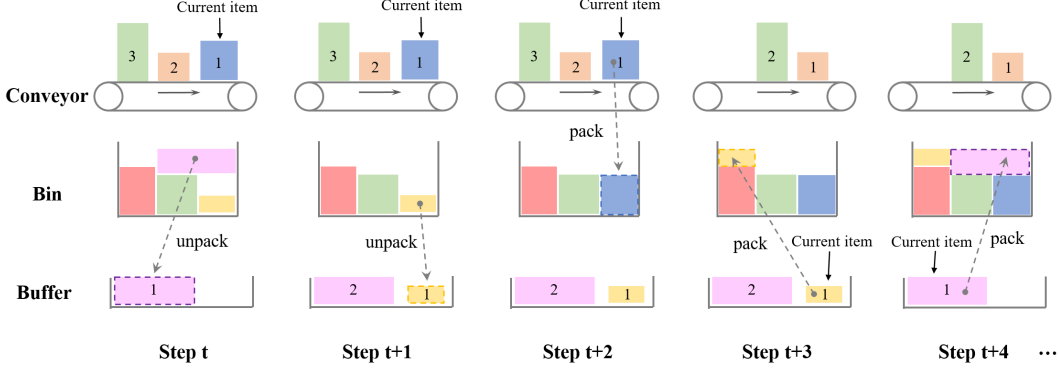 Current item
Current item
Current item
3 2 1
3 2 1
3 2 1
2 1
2 1
Conveyor
pack
Bin
unpack
unpack
pack
Current item
Current item
pack
Buffer
1
2 1
2 1
2 1
1
Step t
Step t+1
Step t+2
Step t+3
Step t+4
...